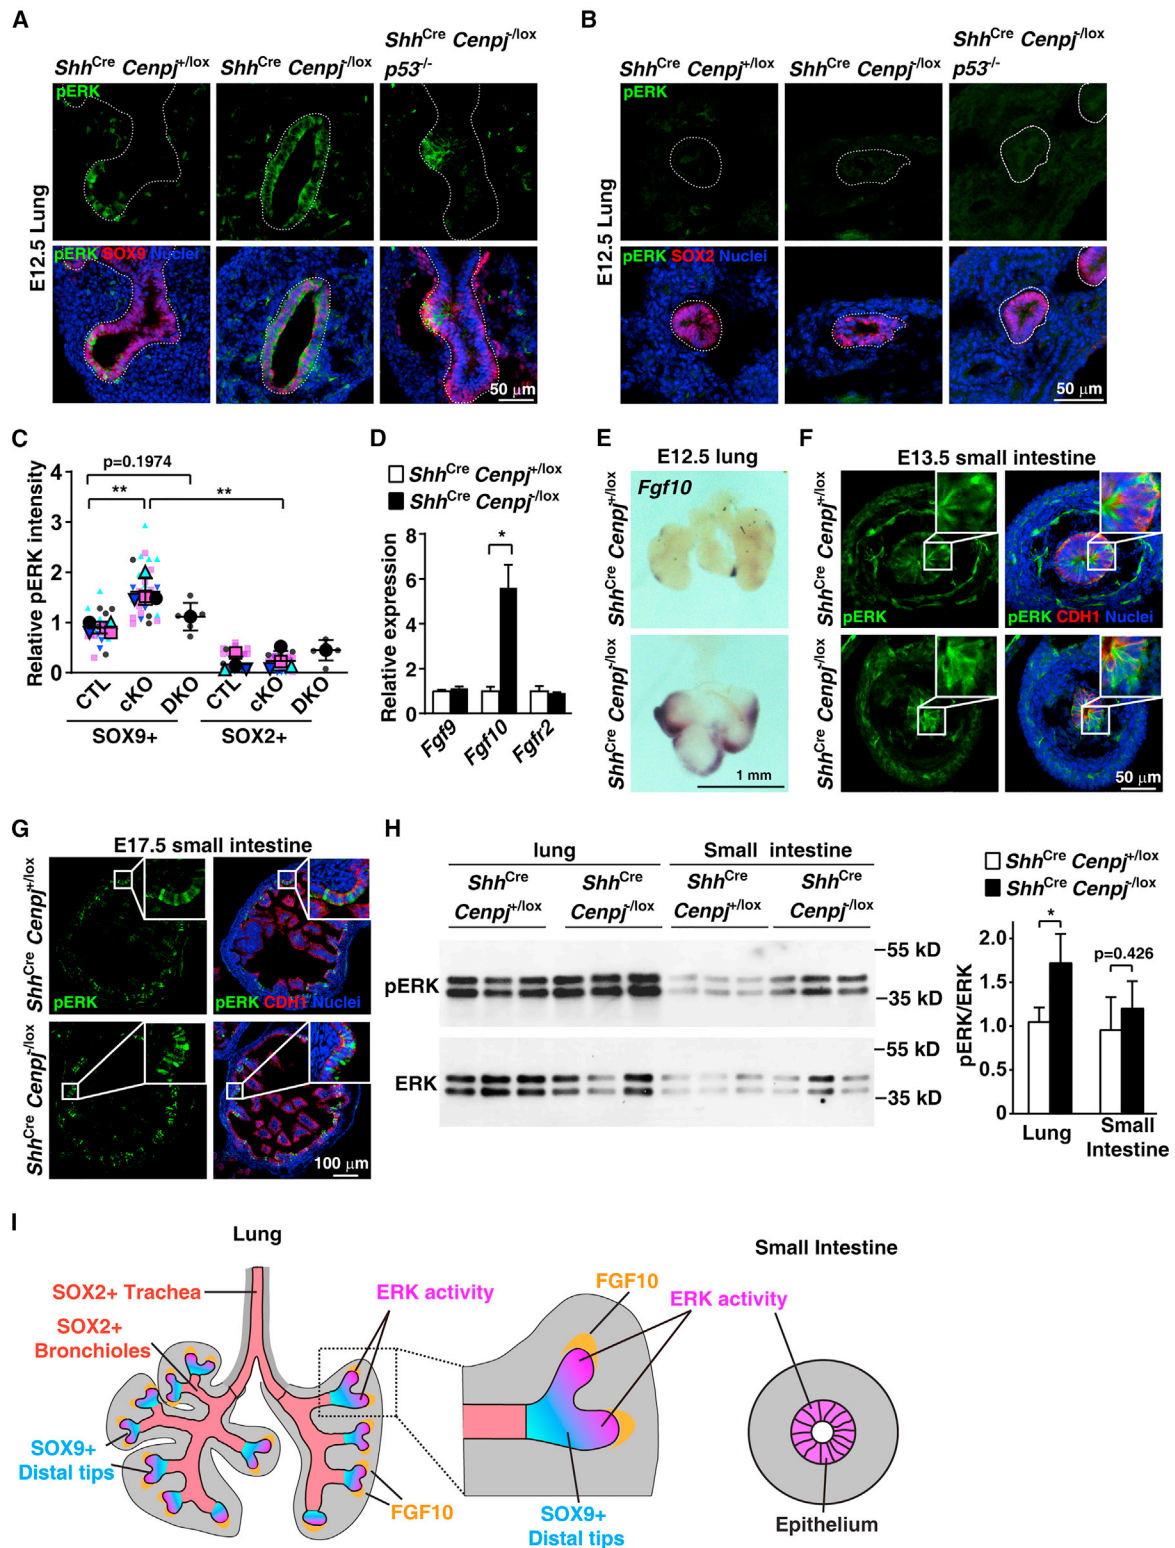 A
Shh^Cre Cenpj^+/lox
Shh^Cre Cenpj^-/lox
Shh^Cre Cenpj^-/lox
p53^-/-
E12.5 Lung
pERK
pERK SOX9 Nuclei
50 μm
B
Shh^Cre Cenpj^+/lox
Shh^Cre Cenpj^-/lox
Shh^Cre Cenpj^-/lox
p53^-/-
E12.5 Lung
pERK
pERK SOX2 Nuclei
50 μm
C
Relative pERK intensity
4
3
2
1
0
p=0.1974
**
**
CTL
cKO
DKO
CTL
cKO
DKO
SOX9+
SOX2+
D
Shh^Cre Cenpj^+/lox
Shh^Cre Cenpj^-/lox
Relative expression
8
6
4
2
0
*
Fgf9
Fgf10
Fgfr2
E
E12.5 lung
Shh^Cre Cenpj^+/lox
Fgf10
Shh^Cre Cenpj^-/lox
1 mm
F
E13.5 small intestine
Shh^Cre Cenpj^+/lox
pERK
pERK CDH1 Nuclei
Shh^Cre Cenpj^-/lox
50 μm
G
E17.5 small intestine
Shh^Cre Cenpj^+/lox
pERK
pERK CDH1 Nuclei
Shh^Cre Cenpj^-/lox
100 μm
H
lung
Small intestine
Shh^Cre
Cenpj^+/lox
Shh^Cre
Cenpj^-/lox
Shh^Cre
Cenpj^+/lox
Shh^Cre
Cenpj^-/lox
pERK
55 kD
35 kD
ERK
55 kD
35 kD
Shh^Cre Cenpj^+/lox
Shh^Cre Cenpj^-/lox
pERK/ERK
2.0
1.5
1.0
0.5
0
*
p=0.426
Lung
Small
Intestine
I
Lung
SOX2+ Trachea
SOX2+
Bronchioles
SOX9+
Distal tips
ERK activity
FGF10
FGF10
ERK activity
SOX9+
Distal tips
Small Intestine
Epithelium